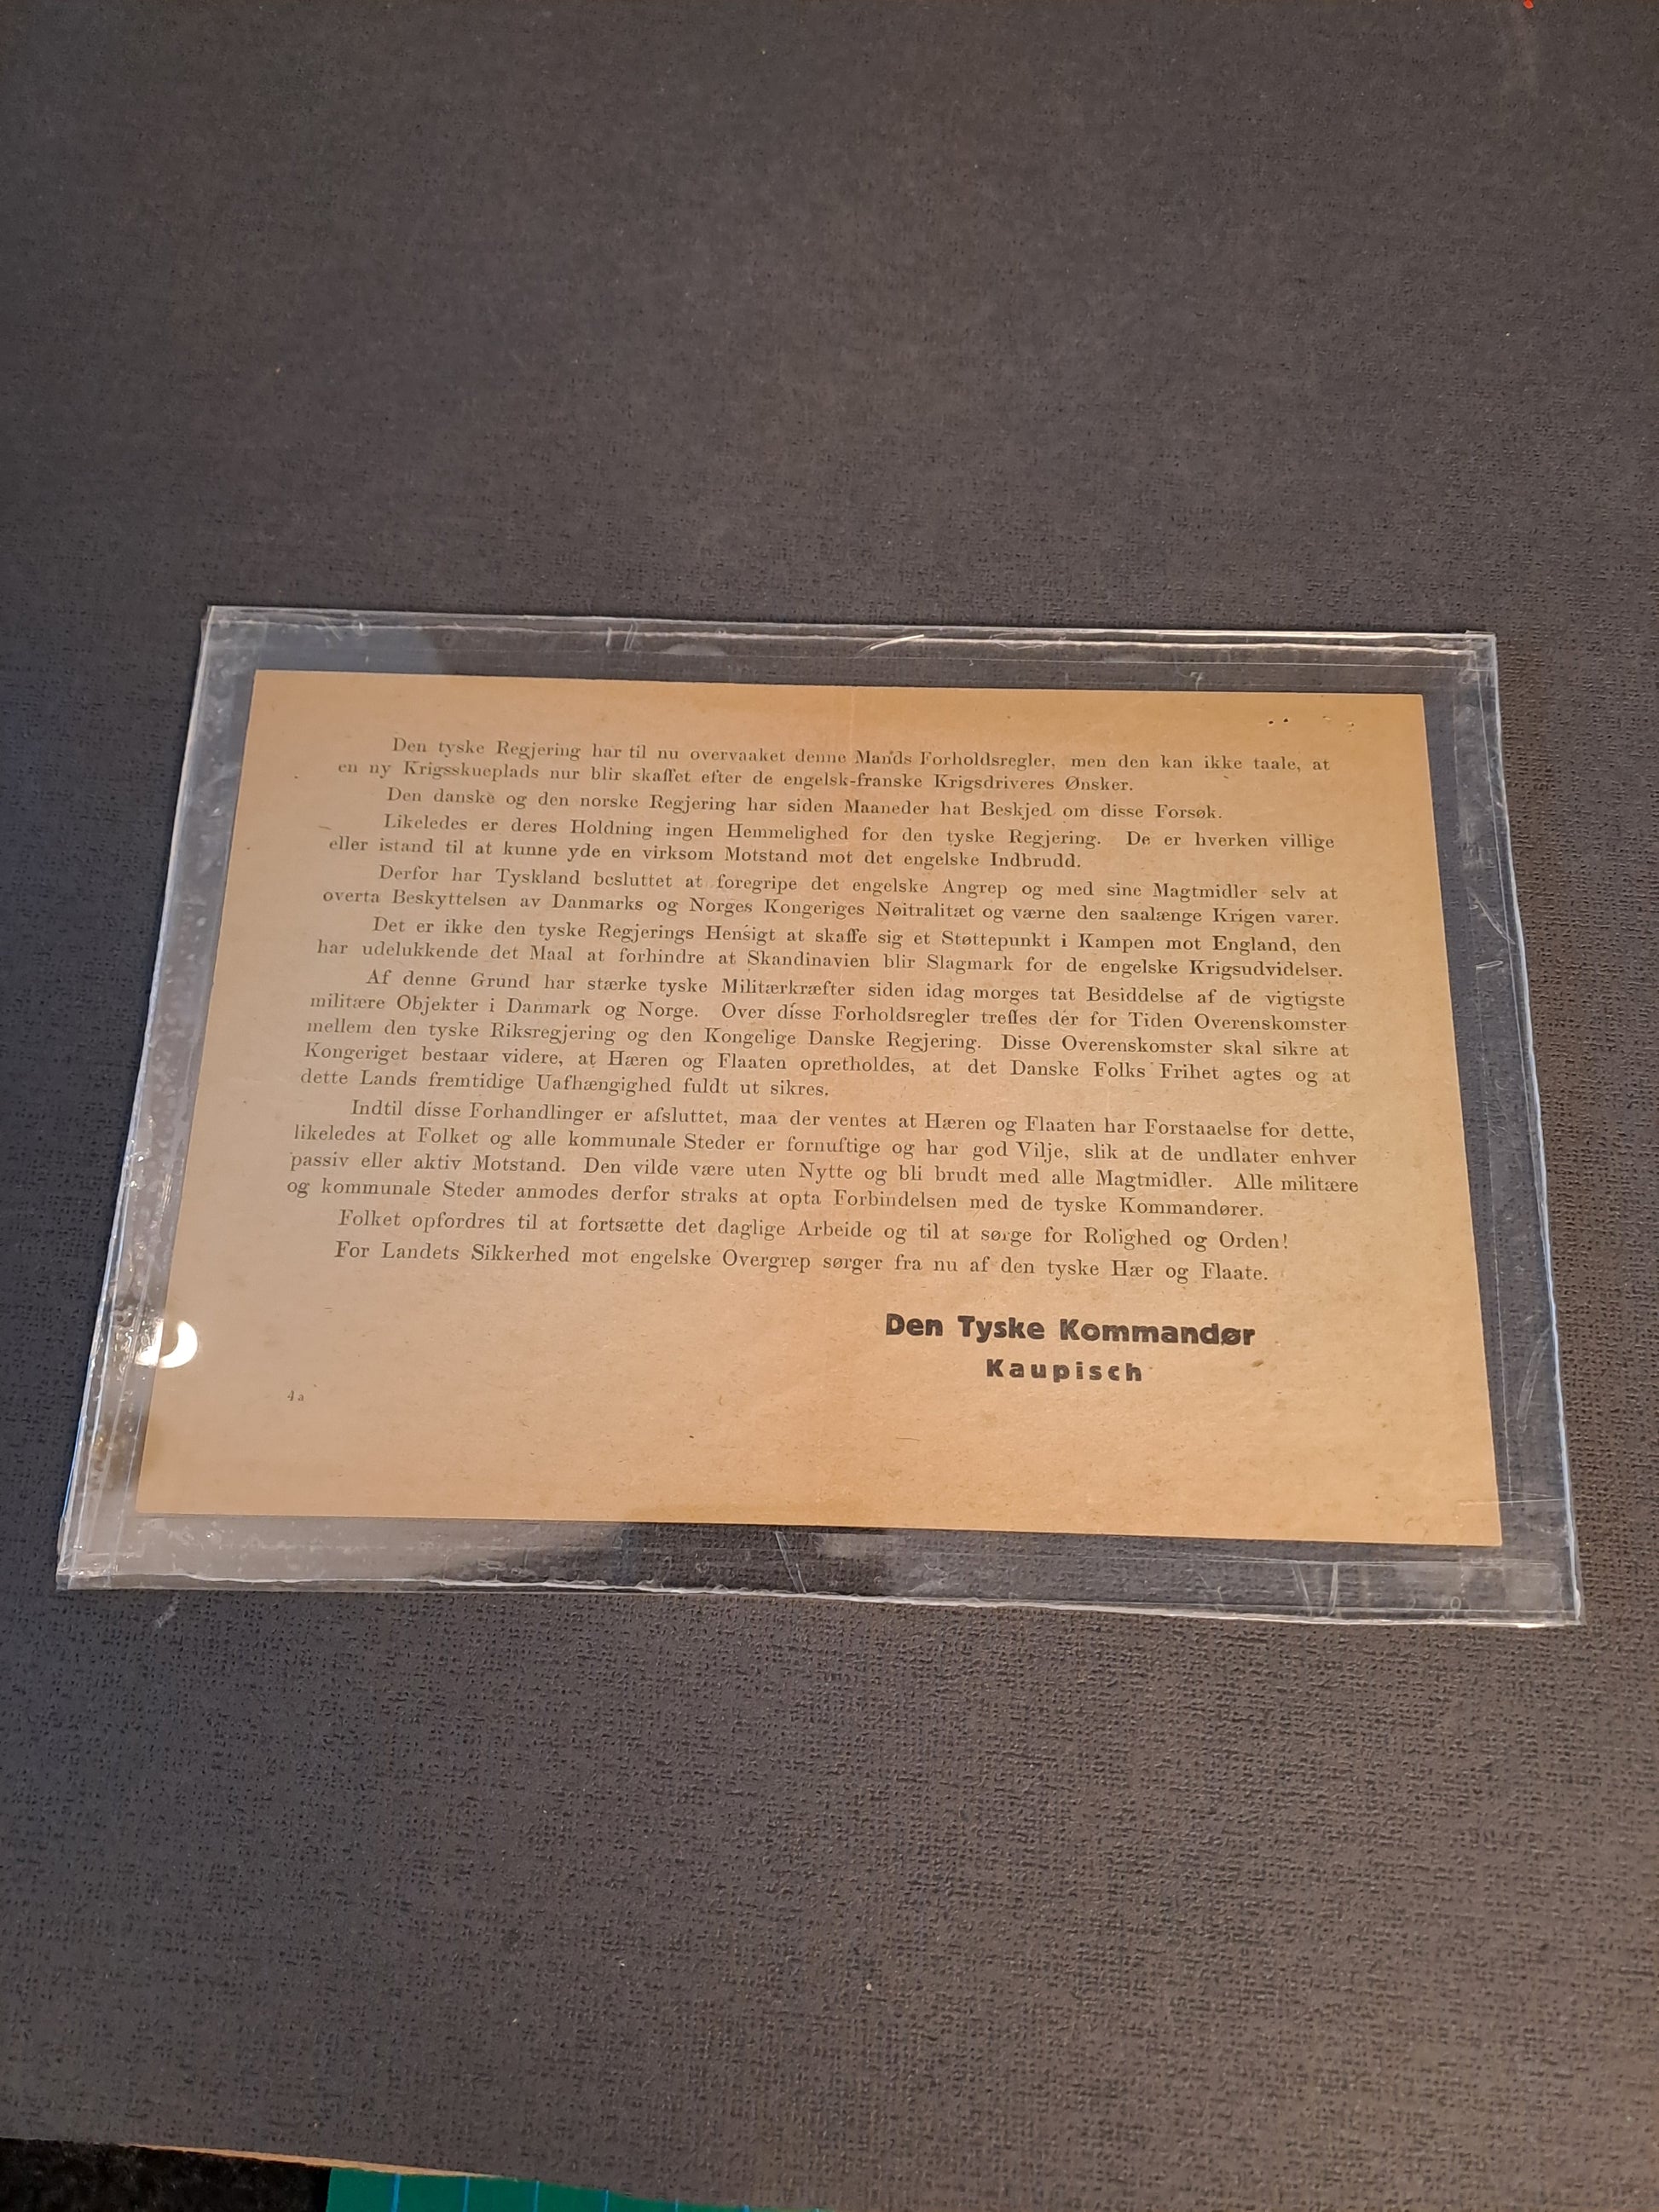 Den tyske Regjering har til nu overvaaket denne Mands Forholdsregler, men den kan ikke taale, at
en ny Krigsskueplads nur blir skaffet efter de engelsk-franske Krigsdriveres Ønsker.
Den danske og den norske Regjering har siden Maaneder hat Beskjed om disse Forsøk.
Likeledes er deres Holdning ingen Hemmelighed for den tyske Regjering. De er hverken villige
eller istand til at kunne yde en virksom Motstand mot det engelske Indbrudd.
Derfor har Tyskland besluttet at foregripe det engelske Angrep og med sine Magtmidler selv at
overta Beskyttelsen av Danmarks og Norges Kongeriges Nøitralitæt og værne den saalænge Krigen varer.
Det er ikke den tyske Regjerings Hensigt at skaffe sig et Støttepunkt i Kampen mot England, den
har udelukkende det Maal at forhindre at Skandinavien blir Slagmark for de engelske Krigsudvidelser.
Af denne Grund har stærke tyske Militærkræfter siden idag morges tat Besiddelse af de vigtigste
militære Objekter i Danmark og Norge. Over disse Forholdsregler treffes der for Tiden Overenskomster
mellem den tyske Riksregjering og den Kongelige Danske Regjering. Disse Overenskomster skal sikre at
Kongeriget bestaar videre, at Hæren og Flaaten opretholdes, at det Danske Folks Frihet agtes og at
dette Lands fremtidige Uafhængighed fuldt ut sikres.
Indtil disse Forhandlinger er afsluttet, maa der ventes at Hæren og Flaaten har Forstaaelse for dette,
likeledes at Folket og alle kommunale Steder er fornuftige og har god Vilje, slik at de undlater enhver
passiv eller aktiv Motstand. Den vilde være uten Nytte og bli brudt med alle Magtmidler. Alle militære
og kommunale Steder anmodes derfor straks at opta Forbindelsen med de tyske Kommandører.
Folket opfordres til at fortsætte det daglige Arbeide og til at sørge for Rolighed og Orden!
For Landets Sikkerhed mot engelske Overgrep sørger fra nu af den tyske Hær og Flaate.
Den Tyske Kommandør
Kaupisch
4a